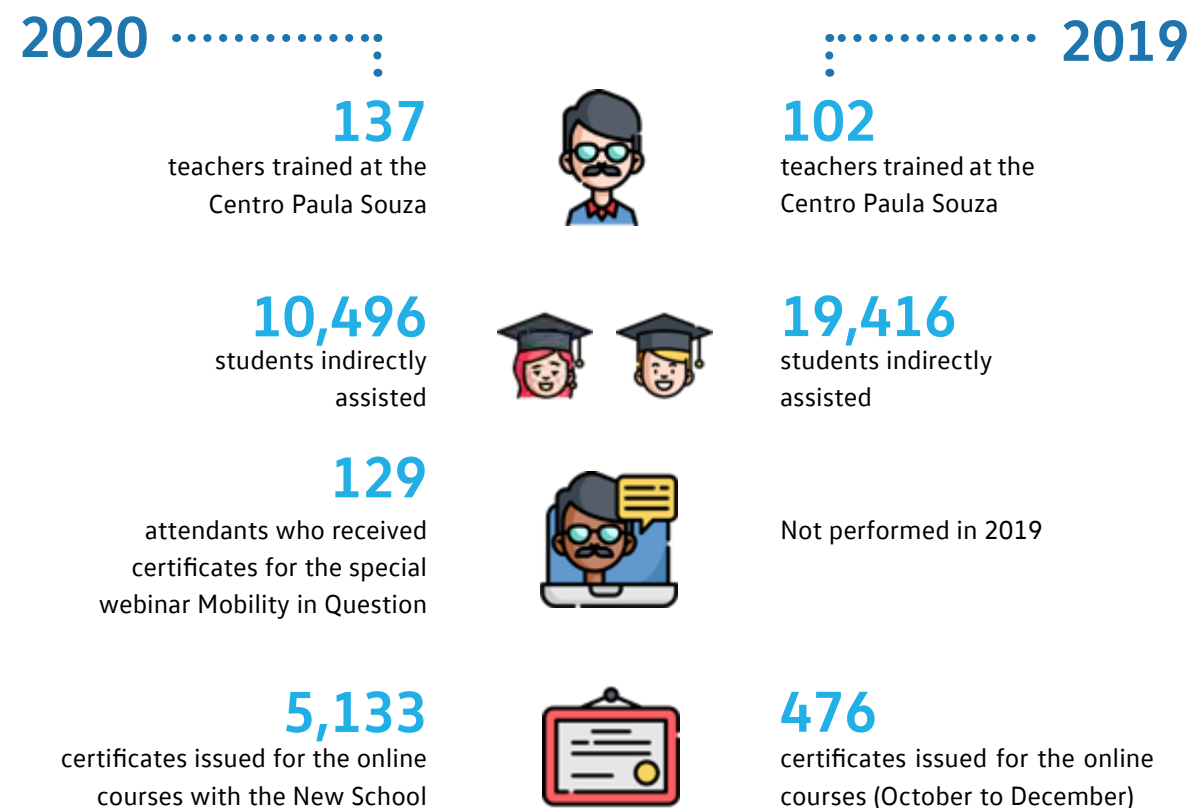 2020
2019
137
teachers trained at the
Centro Paula Souza
102
teachers trained at the
Centro Paula Souza
10,496
students indirectly
assisted
19,416
students indirectly
assisted
129
attendants who received
certificates for the special
webinar Mobility in Question
Not performed in 2019
5,133
certificates issued for the online
courses with the New School
476
certificates issued for the online
courses (October to December)